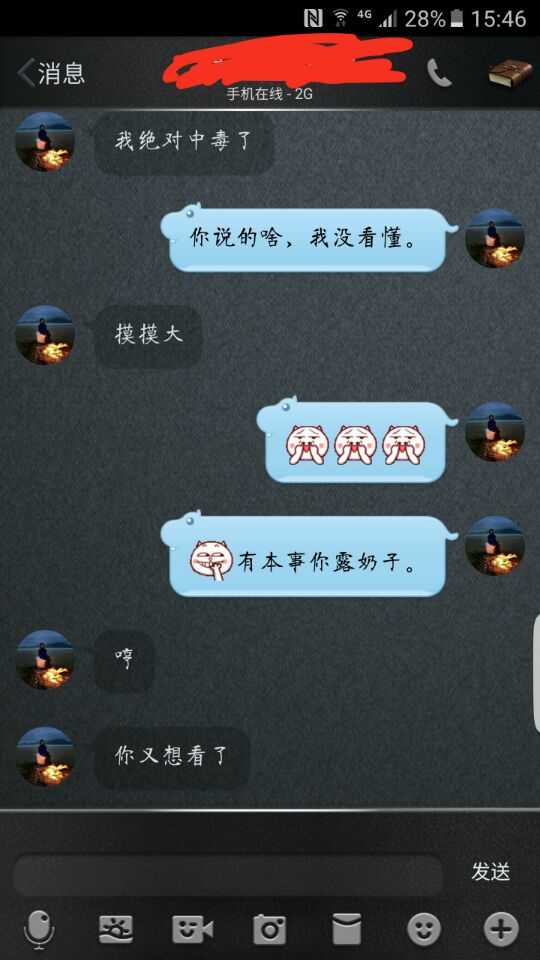 4G 28% 15:46
消息
手机在线 - 2G
我绝对中毒了
你说的啥，我没看懂。
摸摸大
有本事你露奶子。
哼
你又想看了
发送